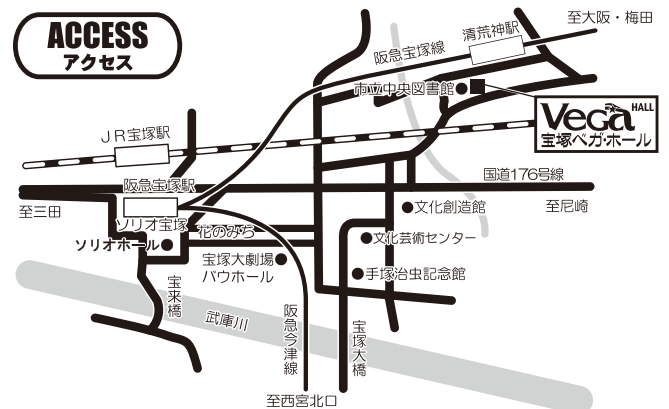 ACCESS
アクセス
至大阪・梅田
清荒神駅
阪急宝塚線
市立中央図書館
Vega HALL
宝塚ベガ・ホール
JR宝塚駅
阪急宝塚駅
国道176号線
至三田
至尼崎
ソリオ宝塚
文化創造館
花のみち
ソリオホール
文化芸術センター
宝塚大劇場
バウホール
手塚治虫記念館
宝来橋
武庫川
阪急今津線
宝塚大橋
至西宮北口